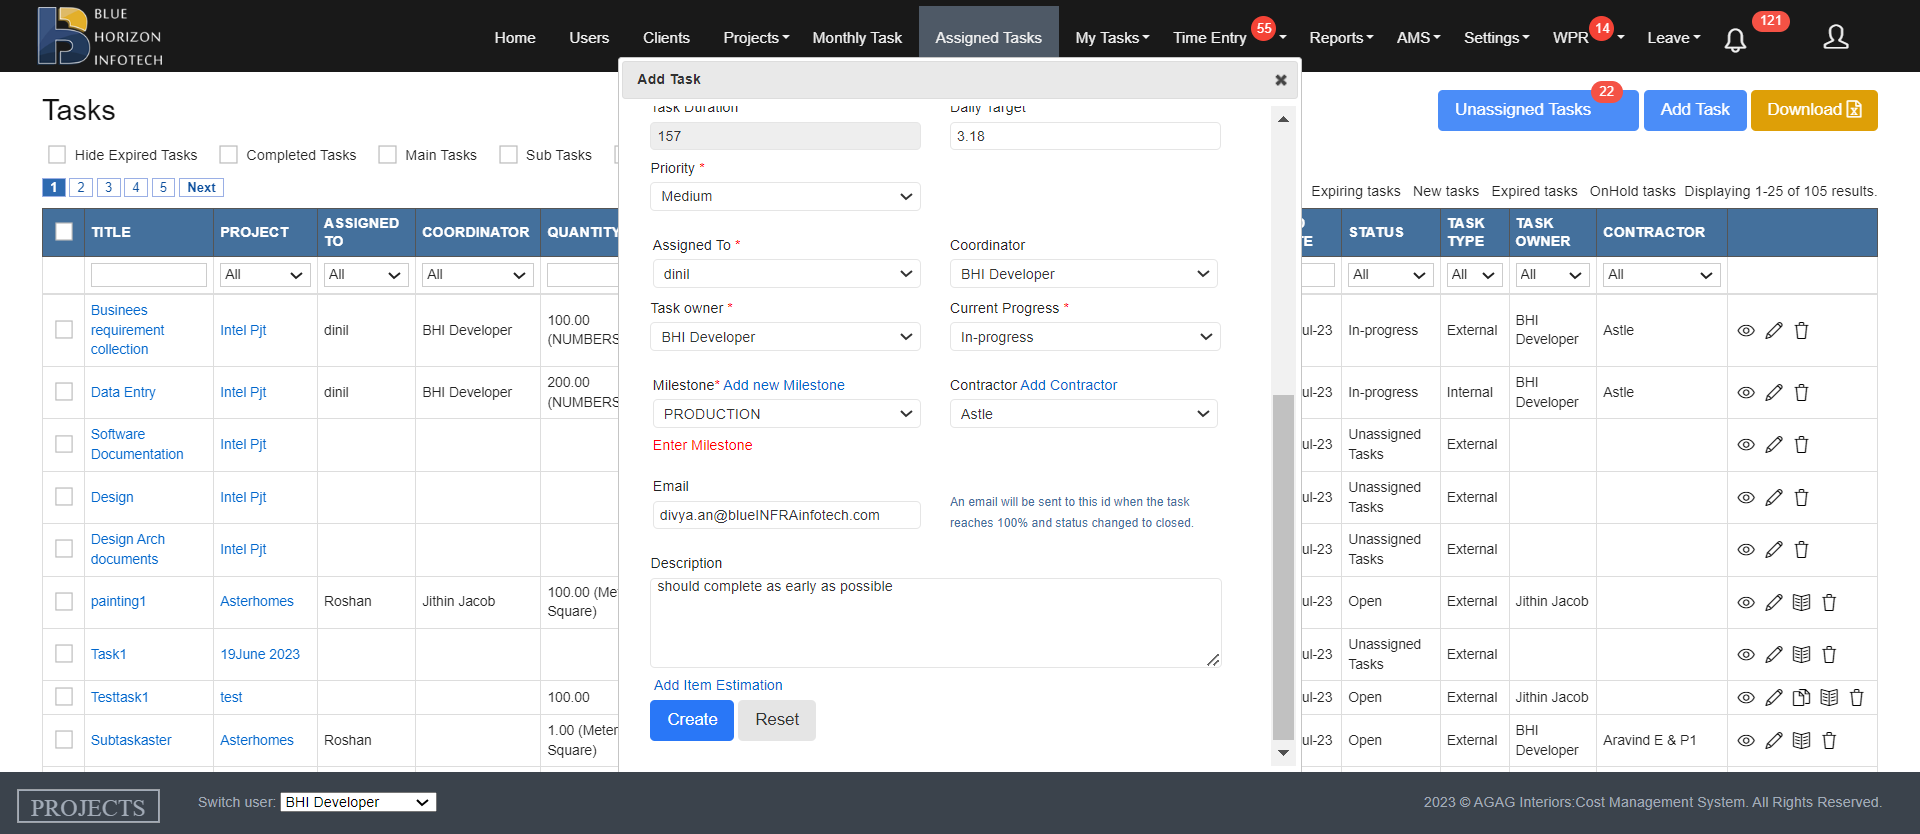 BLUE
HORIZON
INFOTECH
Home Users Clients Projects Monthly Task Assigned Tasks My Tasks Time Entry 55 Reports AMS Settings WPR 14 Leave 121
Add Task
Tasks
Unassigned Tasks 22 Add Task Download
Hide Expired Tasks Completed Tasks Main Tasks Sub Tasks
1 2 3 4 5 Next
Expiring tasks New tasks Expired tasks OnHold tasks Displaying 1-25 of 105 results.
Task Duration Daily Target
157 3.18
Priority *
Medium
Assigned To * Coordinator
dinil BHI Developer
Task owner * Current Progress *
BHI Developer In-progress
Milestone* Add new Milestone Contractor Add Contractor
PRODUCTION Astle
Enter Milestone
Email
divya.an@blueINFRAinfotech.com
An email will be sent to this id when the task
reaches 100% and status changed to closed.
Description
should complete as early as possible
Add Item Estimation
Create Reset
TITLE PROJECT ASSIGNED TO COORDINATOR QUANTITY STATUS TASK TYPE TASK OWNER CONTRACTOR
All All All All All All All
Businees requirement collection Intel Pjt dinil BHI Developer 100.00 (NUMBERS ul-23 In-progress External BHI Developer Astle
Data Entry Intel Pjt dinil BHI Developer 200.00 (NUMBERS ul-23 In-progress Internal BHI Developer Astle
Software Documentation Intel Pjt ul-23 Unassigned Tasks External
Design Intel Pjt ul-23 Unassigned Tasks External
Design Arch documents Intel Pjt ul-23 Unassigned Tasks External
painting1 Asterhomes Roshan Jithin Jacob 100.00 (Me Square) ul-23 Open External Jithin Jacob
Task1 19June 2023 ul-23 Unassigned Tasks External
Testtask1 test 100.00 ul-23 Open External Jithin Jacob
Subtaskaster Asterhomes Roshan 1.00 (Meter Square) ul-23 Open External BHI Developer Aravind E & P1
PROJECTS Switch user: BHI Developer 2023 © AGAG Interiors:Cost Management System. All Rights Reserved.